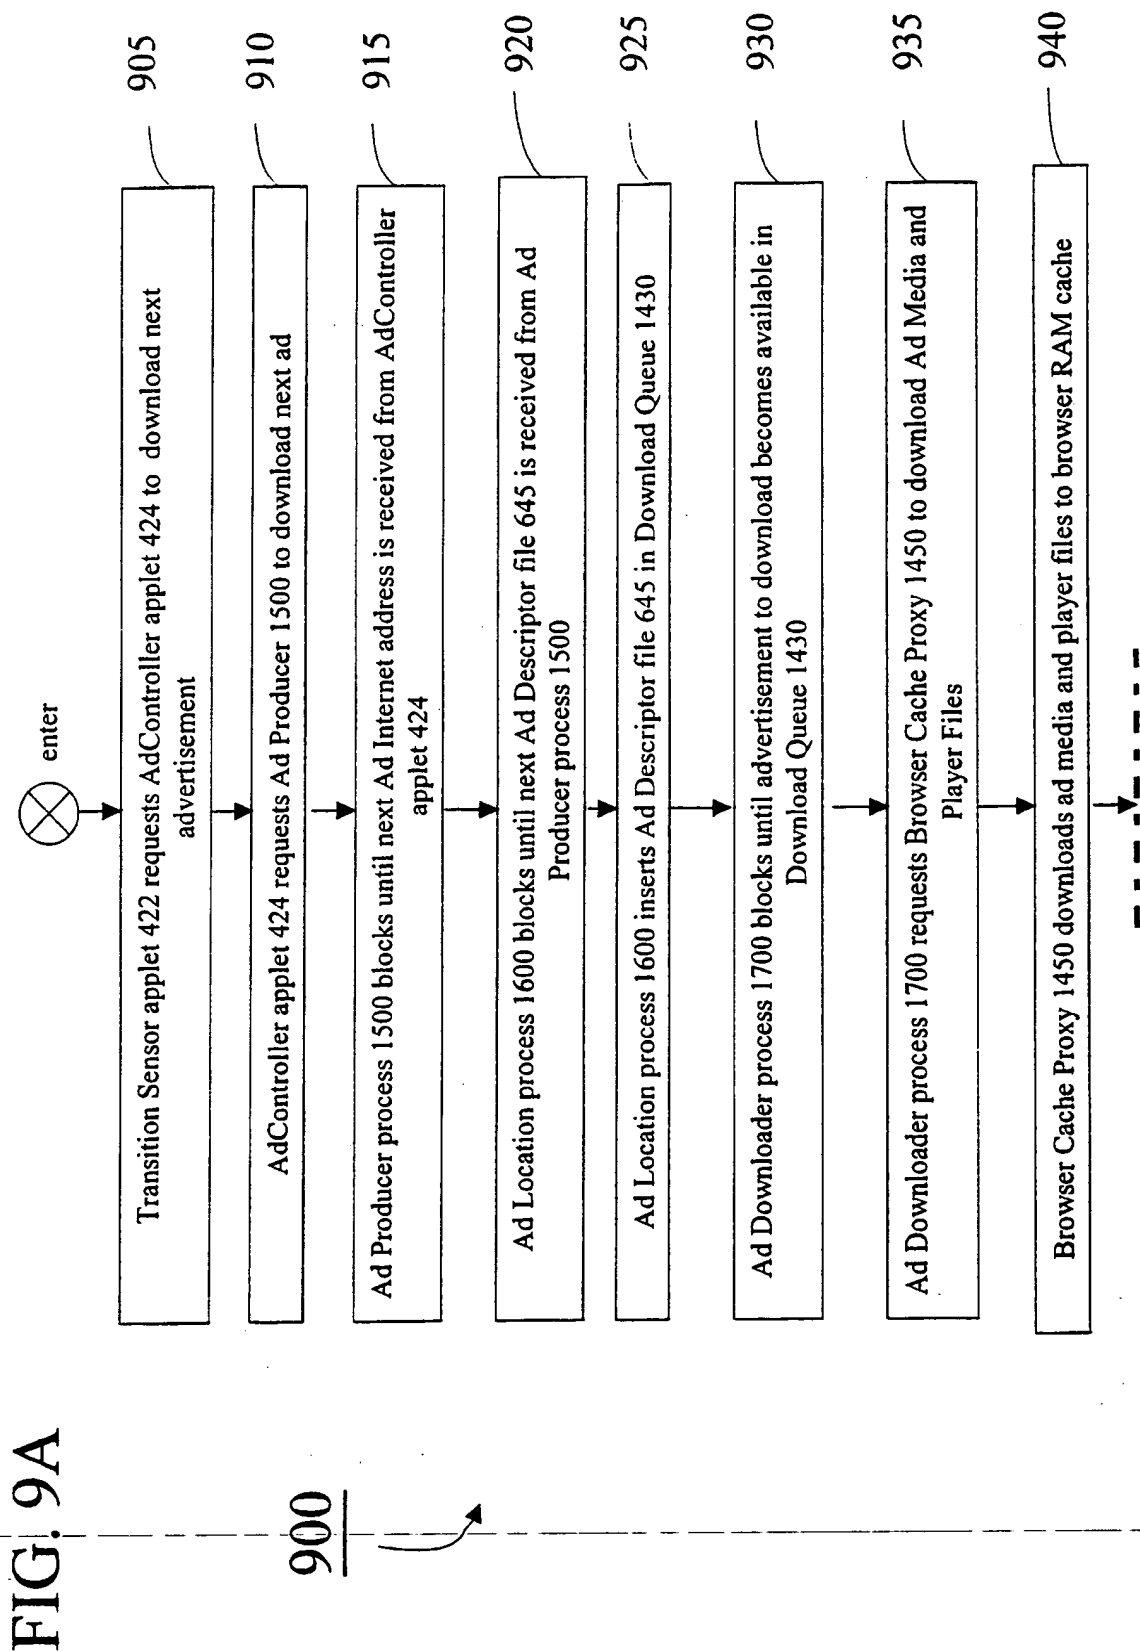 FIG. 9A
900
enter
Transition Sensor applet 422 requests AdController applet 424 to download next
advertisement
905
AdController applet 424 requests Ad Producer 1500 to download next ad
910
Ad Producer process 1500 blocks until next Ad Internet address is received from AdController
applet 424
915
Ad Location process 1600 blocks until next Ad Descriptor file 645 is received from Ad
Producer process 1500
920
Ad Location process 1600 inserts Ad Descriptor file 645 in Download Queue 1430
925
Ad Downloader process 1700 blocks until advertisement to download becomes available in
Download Queue 1430
930
Ad Downloader process 1700 requests Browser Cache Proxy 1450 to download Ad Media and
Player Files
935
Browser Cache Proxy 1450 downloads ad media and player files to browser RAM cache
940